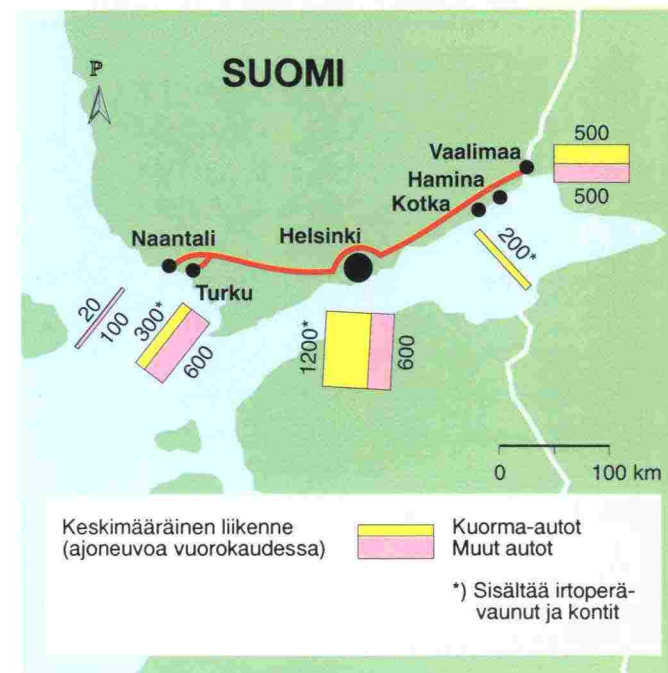 P
SUOMI
500
Vaalimaa
Hamina
500
Kotka
Naantali
Helsinki
200*
Turku
20
100
300*
600
1200*
600
0 100 km
Keskimääräinen liikenne
(ajoneuvoa vuorokaudessa)
Kuorma-autot
Muut autot
*) Sisältää irtoperä-
vaunut ja kontit